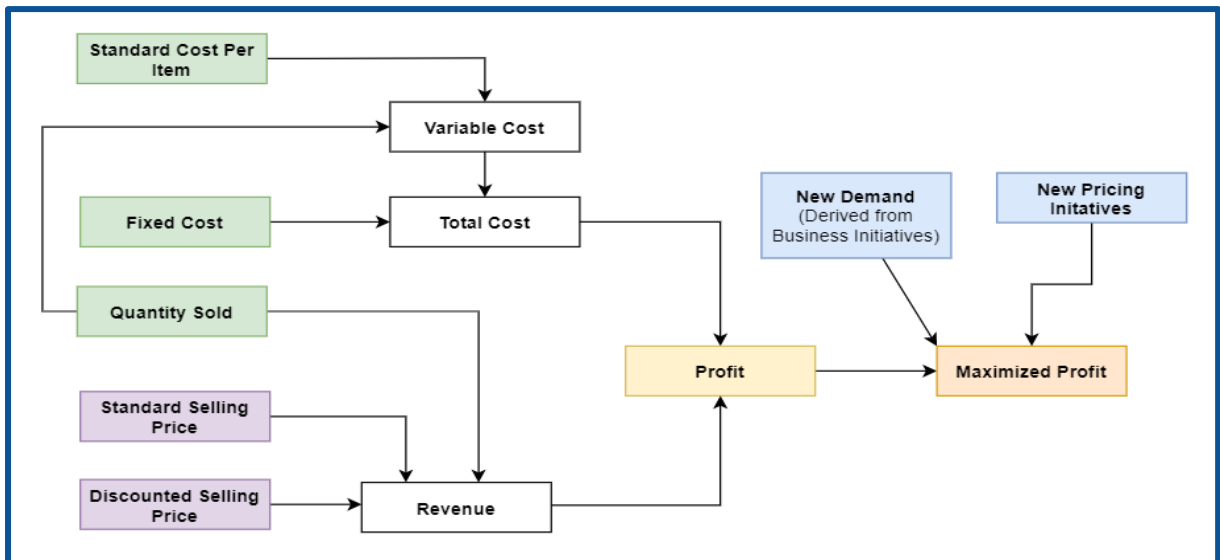 Standard Cost Per
Item
Variable Cost
Fixed Cost
Total Cost
New Demand
(Derived from
Business Initiatives)
New Pricing
Initatives
Quantity Sold
Profit
Maximized Profit
Standard Selling
Price
Discounted Selling
Price
Revenue